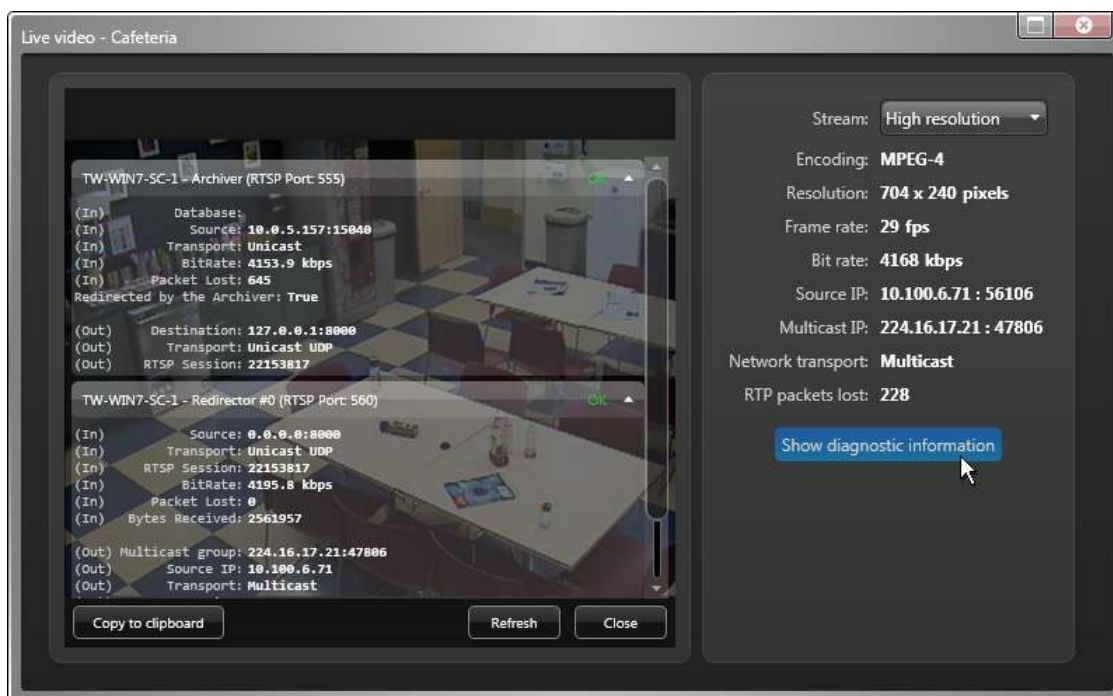 Live video - Cafeteria
TW-WIN7-SC-1 - Archiver (RTSP Port: 555) OK
(In) Database:
(In) Source: 10.0.5.157:15040
(In) Transport: Unicast
(In) BitRate: 4153.9 kbps
(In) Packet Lost: 645
Redirected by the Archiver: True
(Out) Destination: 127.0.0.1:8000
(Out) Transport: Unicast UDP
(Out) RTSP Session: 22153817
TW-WIN7-SC-1 - Redirector #0 (RTSP Port: 560) OK
(In) Source: 0.0.0.0:8000
(In) Transport: Unicast UDP
(In) RTSP Session: 22153817
(In) BitRate: 4195.8 kbps
(In) Packet Lost: 0
(In) Bytes Received: 2561957
(Out) Multicast group: 224.16.17.21:47806
(Out) Source IP: 10.100.6.71
(Out) Transport: Multicast
Copy to clipboard
Refresh
Close
Stream: High resolution
Encoding: MPEG-4
Resolution: 704 x 240 pixels
Frame rate: 29 fps
Bit rate: 4168 kbps
Source IP: 10.100.6.71 : 56106
Multicast IP: 224.16.17.21 : 47806
Network transport: Multicast
RTP packets lost: 228
Show diagnostic information